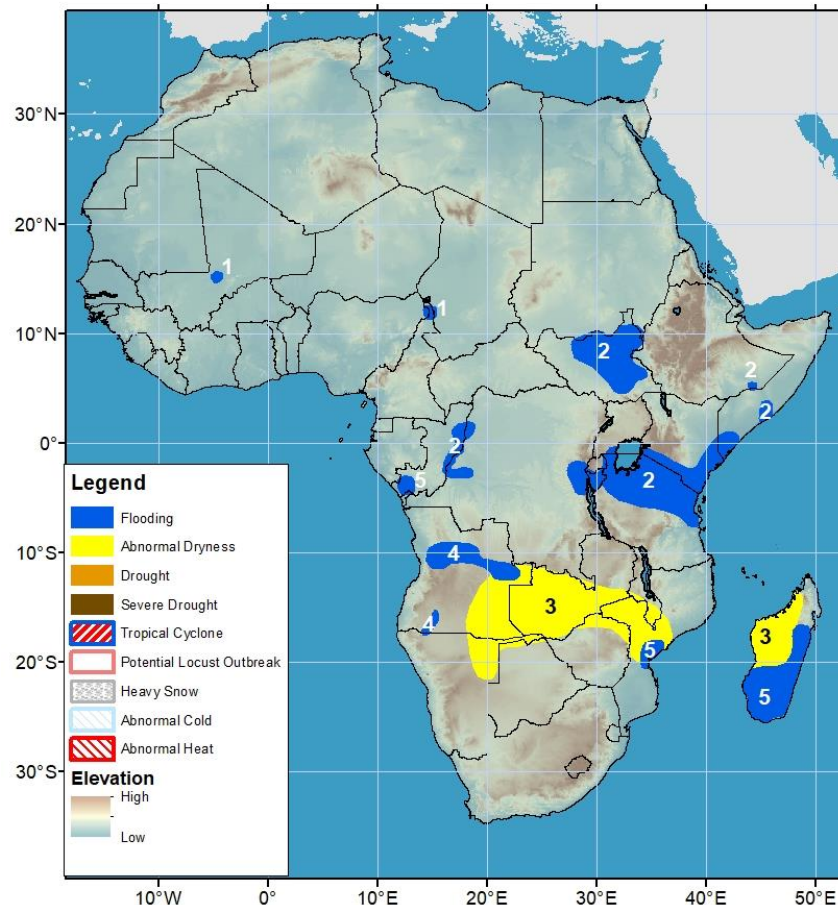 30°N
20°N
1
1
10°N
2
2
2
0°
2
5
2
Legend
Flooding
Abnormal Dryness
Drought
Severe Drought
Tropical Cyclone
Potential Locust Outbreak
Heavy Snow
Abnormal Cold
Abnormal Heat
Elevation
High
Low
10°S
4
3
4
3
20°S
5
5
30°S
10°W
0°
10°E
20°E
30°E
40°E
50°E